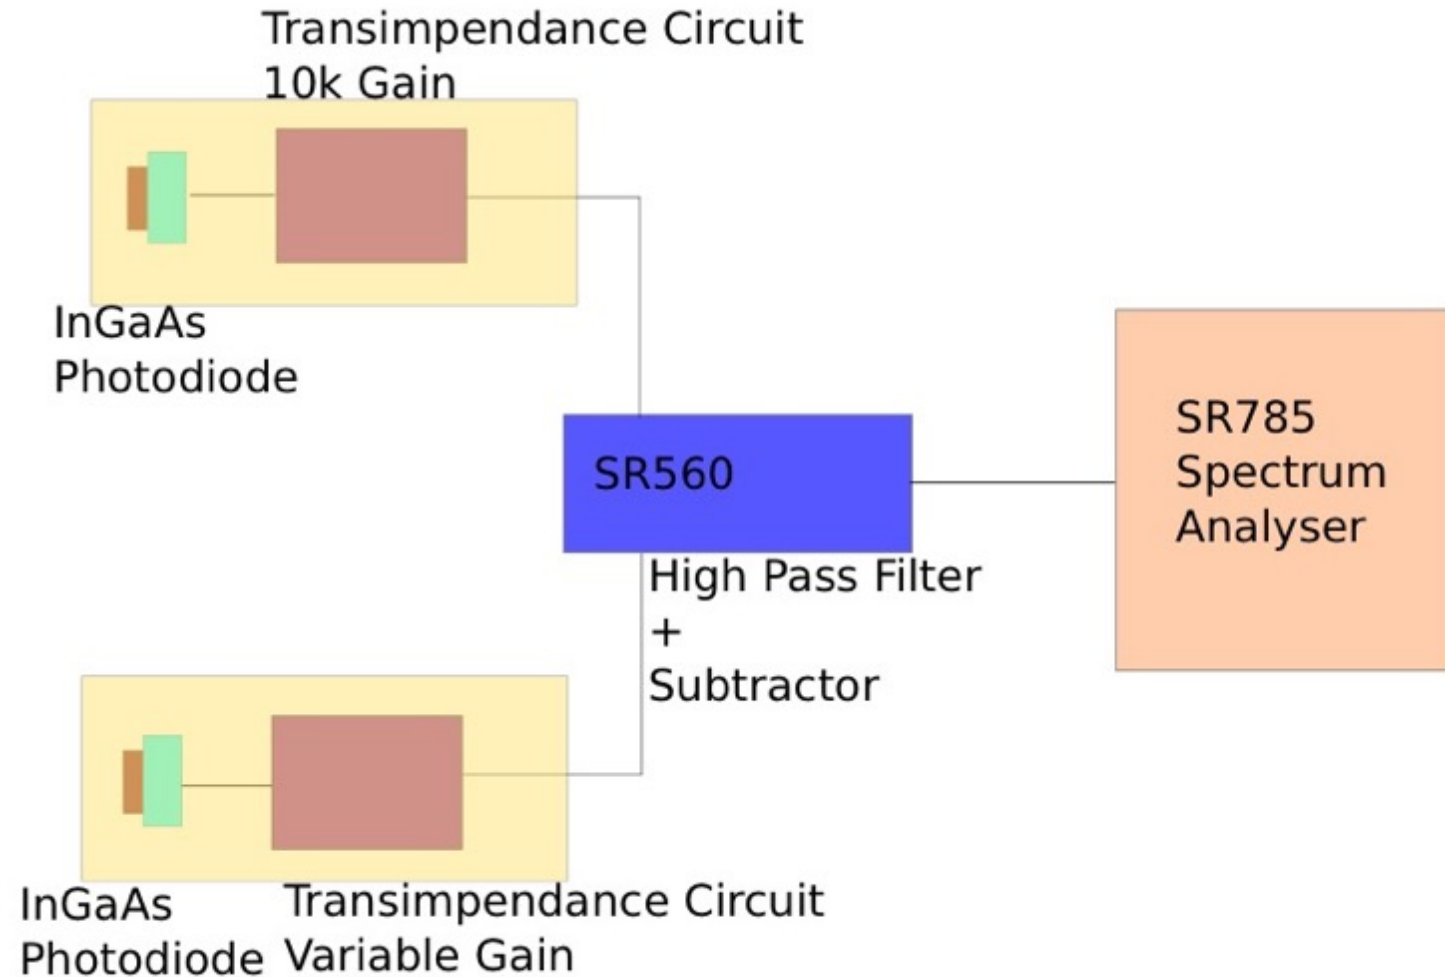 Transimpendance Circuit
10k Gain
InGaAs
Photodiode
SR560
High Pass Filter
+
Subtractor
SR785
Spectrum
Analyser
InGaAs
Photodiode
Transimpendance Circuit
Variable Gain